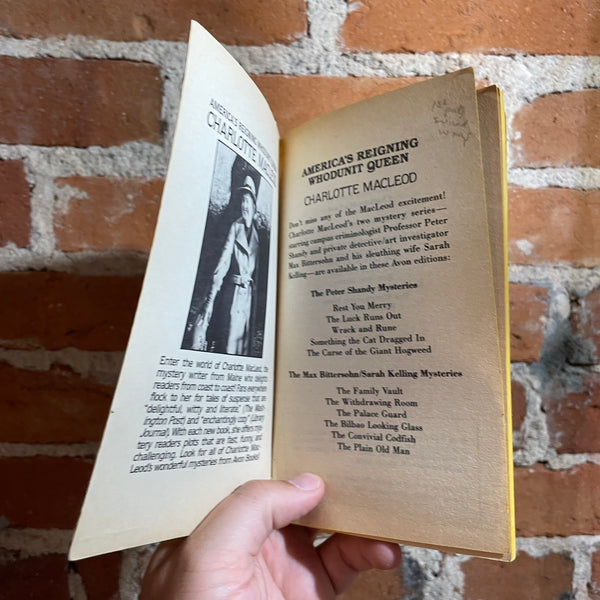 AMERICA'S REIGNING
CHARLOTTE
Enter the world of Charlotte MacLeod, the
mystery writer from Maine who delights
readers from coast to coast! Fans everywhere
flock to her for tales of suspense that are
"delightful, witty and literate," (The Wash-
ington Post) and "enchantingly cozy" (Library
Journal). With each new book, she offers mys-
tery readers plots that are fast, funny, and
challenging. Look for all of Charlotte Mac-
Leod's wonderful mysteries from Avon Books!
AMERICA'S REIGNING
WHODUNIT QUEEN
CHARLOTTE MACLEOD
Don't miss any of the MacLeod excitement!
Charlotte MacLeod's two mystery series—
starring campus criminologist Professor Peter
Shandy and private detective/art investigator
Max Bittersohn and his sleuthing wife Sarah
Kelling—are available in these Avon editions:
The Peter Shandy Mysteries
Rest You Merry
The Luck Runs Out
Wrack and Rune
Something the Cat Dragged In
The Curse of the Giant Hogweed
The Max Bittersohn/Sarah Kelling Mysteries
The Family Vault
The Withdrawing Room
The Palace Guard
The Bilbao Looking Glass
The Convivial Codfish
The Plain Old Man